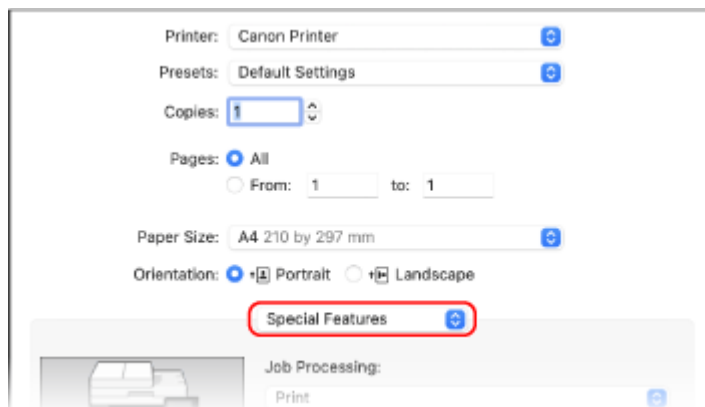 Printer: Canon Printer
Presets: Default Settings
Copies: 1
Pages: All
From: 1 to: 1
Paper Size: A4 210 by 297 mm
Orientation: Portrait Landscape
Special Features
Job Processing:
Print